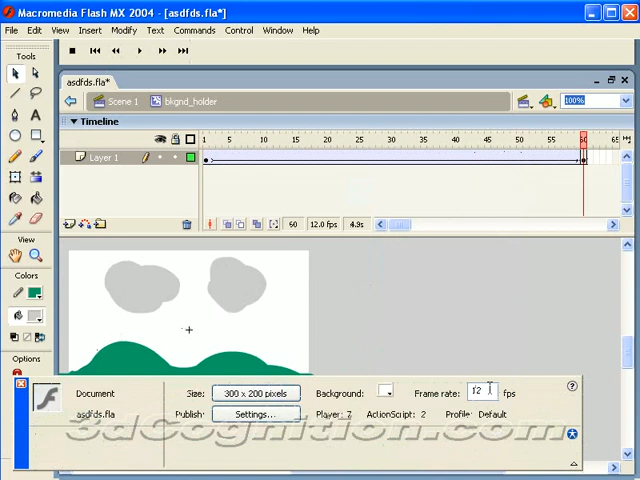 Macromedia Flash MX 2004 - [asdfds.fla*]
File Edit View Insert Modify Text Commands Control Window Help
Tools
asdfds.fla*
Scene 1 bkgnd_holder 100%
Timeline
1 5 10 15 20 25 30 35 40 45 50 55 60 65
Layer 1
60 12.0 fps 4.9s
View
Colors
Options
Document Size: 300 x 200 pixels Background: Frame rate: 12 fps
asdfds.fla Publish: Settings... Player: 7 ActionScript: 2 Profile: Default
3dCognition.com